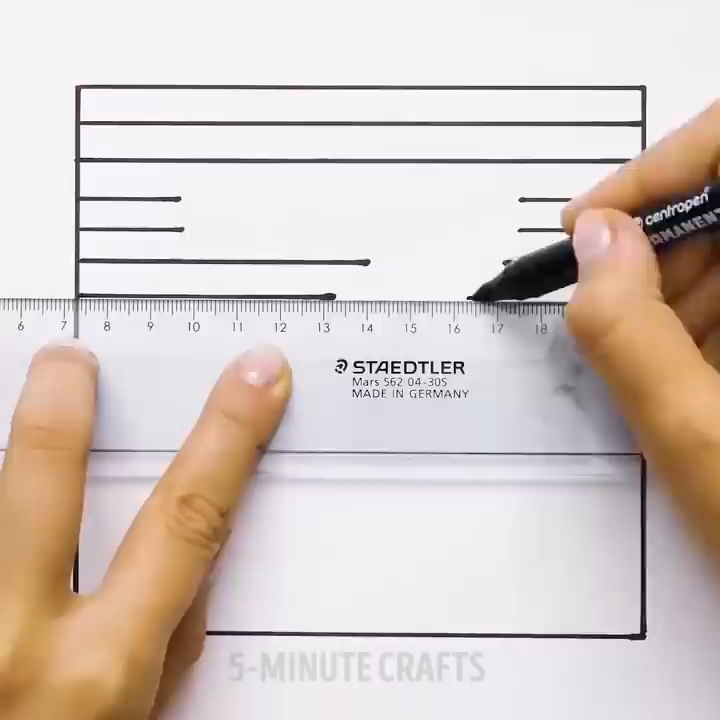 centropen
PERMANENT
6 7 8 9 10 11 12 13 14 15 16 17 18
STAEDTLER
Mars 562 04-30S
MADE IN GERMANY
5-MINUTE CRAFTS